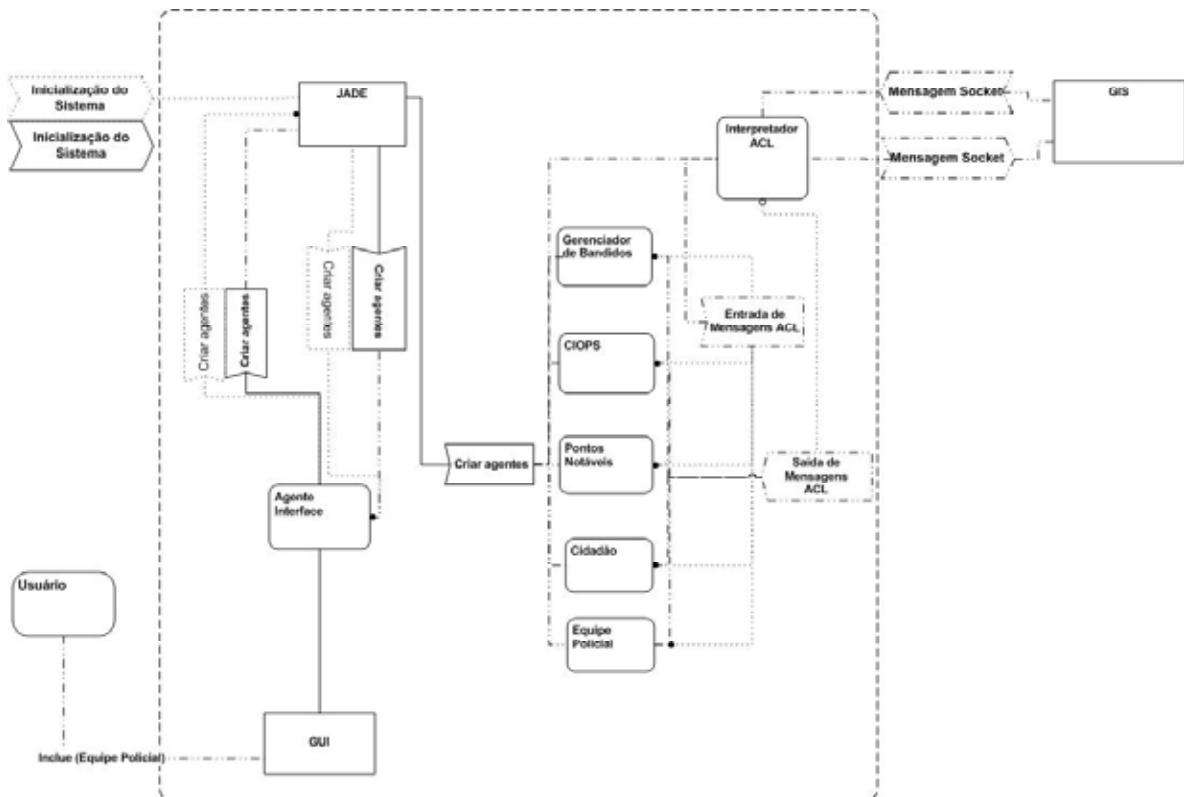 Inicialização do
Sistema
Inicialização do
Sistema
JADE
Mensagem Socket
GIS
Interpretador
ACL
Mensagem Socket
Gerenciador
de Bandidos
Criar agentes
Criar agentes
Criar agentes
Criar agentes
Entrada de
Mensagens ACL
CIOPS
Criar agentes
Pontos
Notáveis
Saída de
Mensagens
ACL
Agente
Interface
Cidadão
Usuário
Equipe
Policial
GUI
Inclue (Equipe Policial)